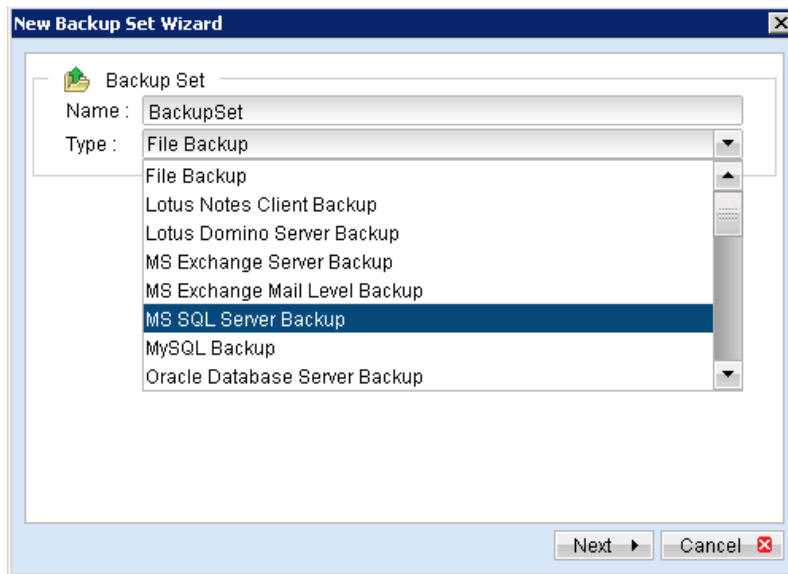 New Backup Set Wizard
Backup Set
Name : BackupSet
Type : File Backup
File Backup
Lotus Notes Client Backup
Lotus Domino Server Backup
MS Exchange Server Backup
MS Exchange Mail Level Backup
MS SQL Server Backup
MySQL Backup
Oracle Database Server Backup
Next Cancel